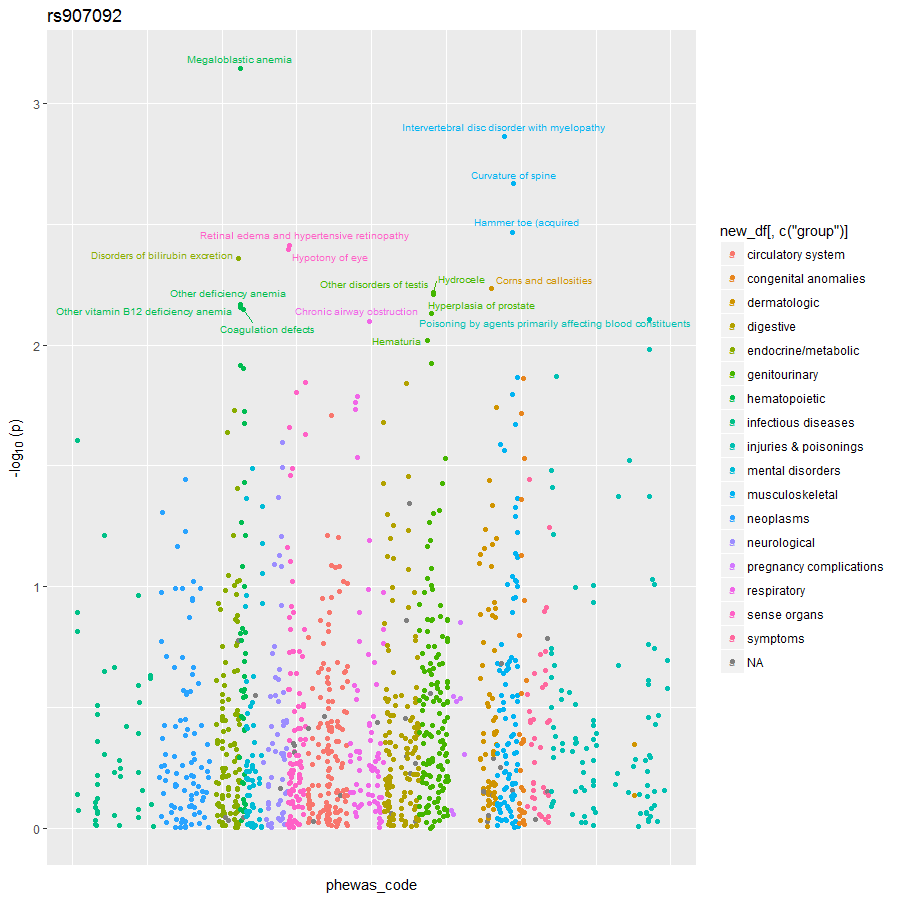 rs907092
Megaloblastic anemia
3
Intervertebral disc disorder with myelopathy
Curvature of spine
Hammer toe (acquired
new_df[, c("group")]
Retinal edema and hypertensive retinopathy
circulatory system
Disorders of bilirubin excretion
Hypotony of eye
congenital anomalies
Other disorders of testis
Hydrocele
Corns and callosities
Other deficiency anemia
dermatologic
Other vitamin B12 deficiency anemia
Chronic airway obstruction
Hyperplasia of prostate
Coagulation defects
Poisoning by agents primarily affecting blood constituents
digestive
Hematuria
2
endocrine/metabolic
genitourinary
hematopoietic
infectious diseases
-log10 (p)
injuries & poisonings
mental disorders
musculoskeletal
neoplasms
neurological
pregnancy complications
1
respiratory
sense organs
symptoms
NA
0
phewas_code